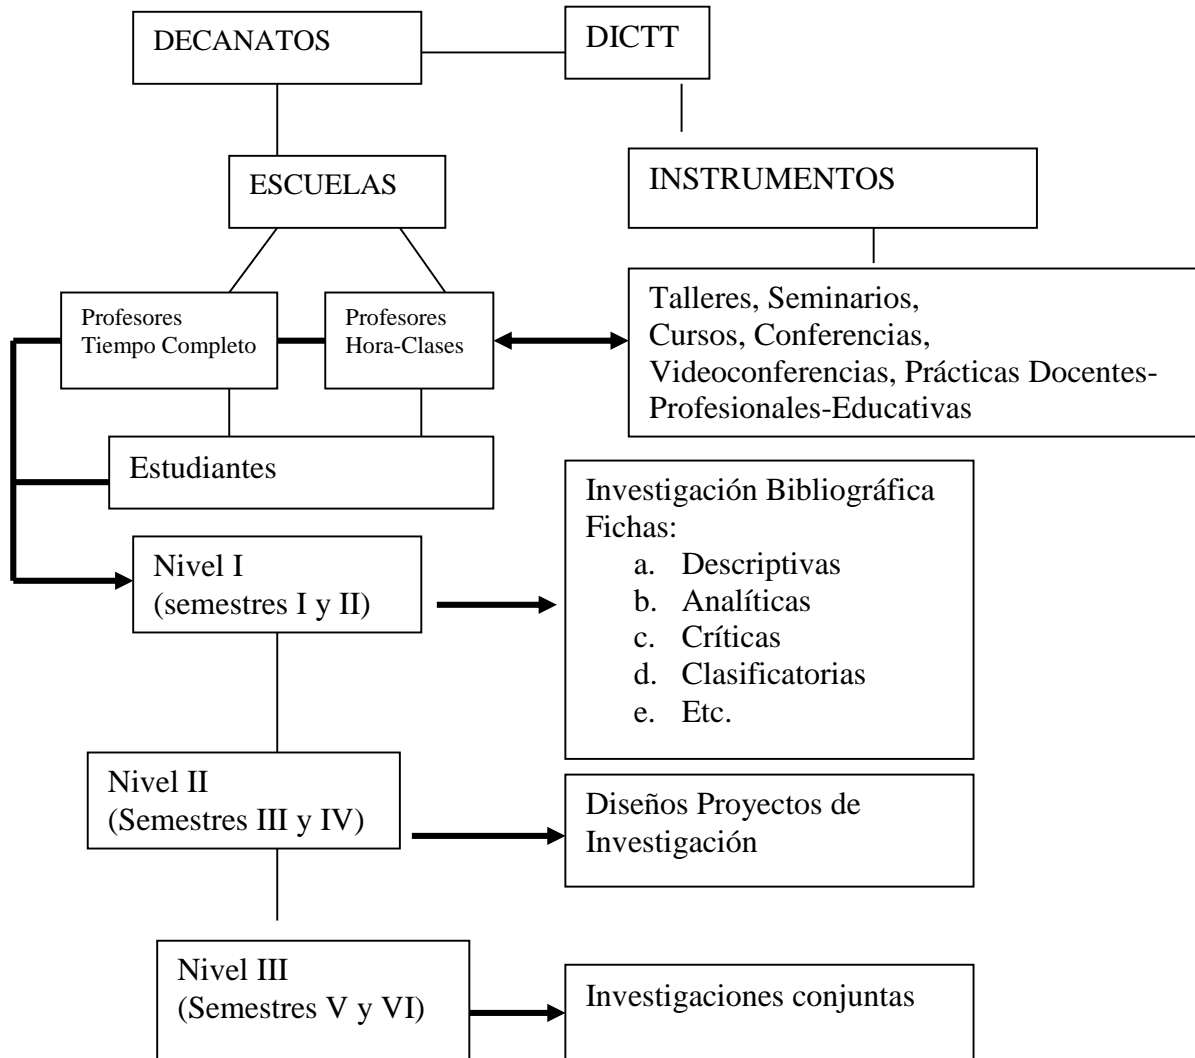 DECANATOS
DICTT
ESCUELAS
INSTRUMENTOS
Profesores
Tiempo Completo
Profesores
Hora-Clases
Talleres, Seminarios,
Cursos, Conferencias,
Videoconferencias, Prácticas Docentes-
Profesionales-Educativas
Estudiantes
Investigación Bibliográfica
Fichas:
a. Descriptivas
b. Analíticas
c. Críticas
d. Clasificatorias
e. Etc.
Nivel I
(semestres I y II)
Nivel II
(Semestres III y IV)
Diseños Proyectos de
Investigación
Nivel III
(Semestres V y VI)
Investigaciones conjuntas